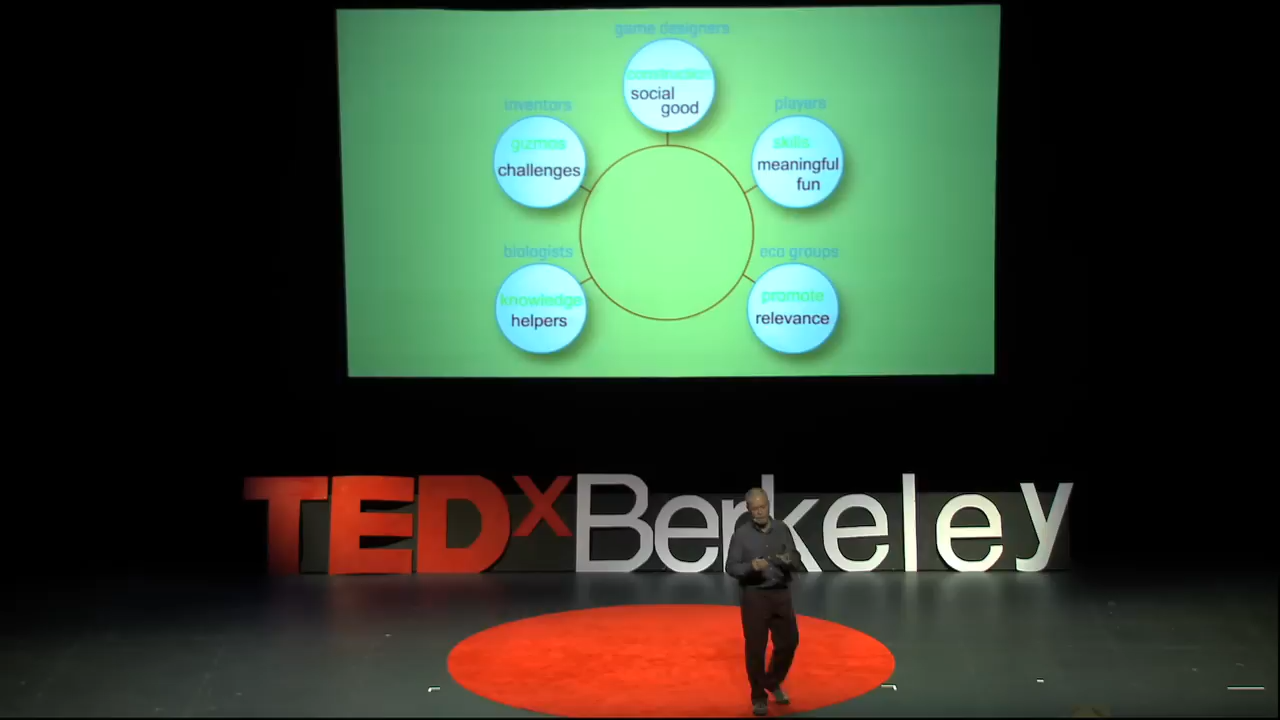 game designers
construction
social
good
inventors
gizmos
challenges
players
skills
meaningful
fun
biologists
knowledge
helpers
eco groups
promote
relevance
TEDxBerkeley